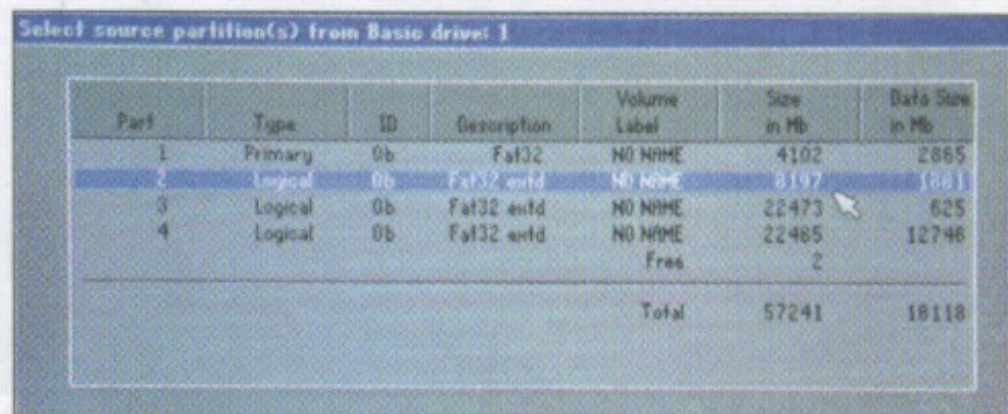 Select source partition(s) from Basic drive: 1
Part Type ID Description Volume Label Size in Mb Data Size in Mb
1 Primary 0b Fat32 NO NAME 4102 2865
2 Logical 0b Fat32 extd NO NAME 8197 1881
3 Logical 0b Fat32 extd NO NAME 22473 625
4 Logical 0b Fat32 extd NO NAME 22465 12746
Free 2
Total 57241 18118